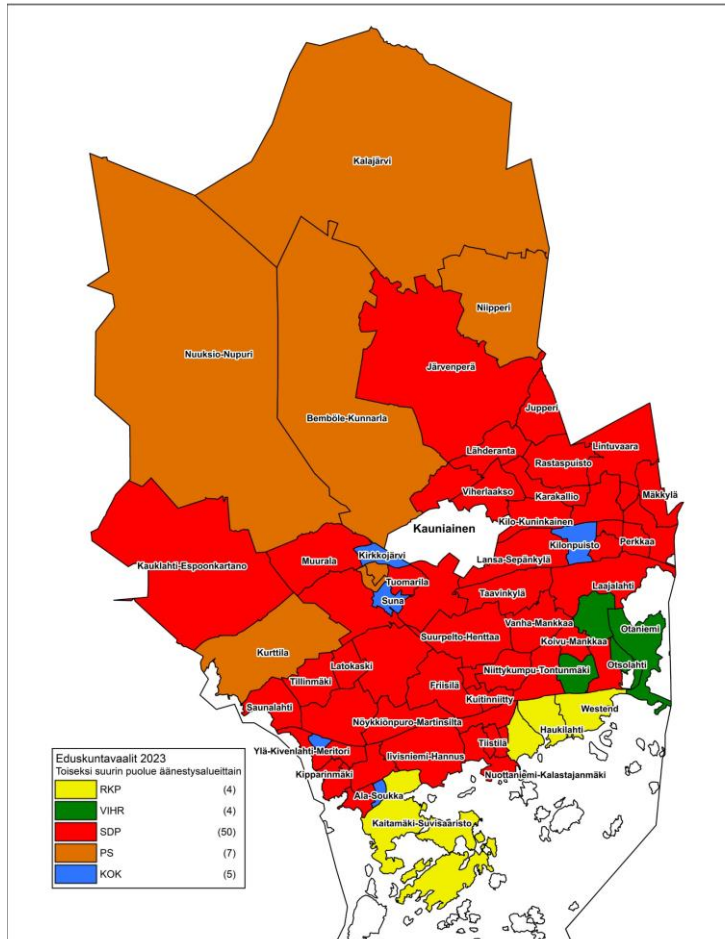 Kalajärvi
Niipperi
Nuuksio-Nupuri
Järvenperä
Bemböle-Kunnarla
Jupperi
Lähderanta
Lintuvaara
Rastaspuisto
Viherlaakso
Karakallio
Mäkkylä
Kilo-Kuninkainen
Kauniainen
Kilonpuisto
Perkkaa
Kirkkojärvi
Lansa-Sepänkylä
Muurala
Kauklahti-Espoonkartano
Tuomarila
Laajalahti
Taavinkylä
Suna
Vanha-Mankkaa
Otaniemi
Suurpelto-Henttaa
Koivu-Mankkaa
Otsolahti
Kurttila
Latokaski
Niittykumpu-Tontunmäki
Tillinmäki
Friisilä
Kuitinniitty
Saunalahti
Westend
Nöykkiönpuro-Martinsilta
Haukilahti
Tiistilä
Ylä-Kivenlahti-Meritori
Iivisniemi-Hannus
Kipparinmäki
Nuottaniemi-Kalastajanmäki
Ala-Soukka
Kaitamäki-Suvisaaristo
Eduskuntavaalit 2023
Toiseksi suurin puolue äänestysalueittain
RKP (4)
VIHR (4)
SDP (50)
PS (7)
KOK (5)